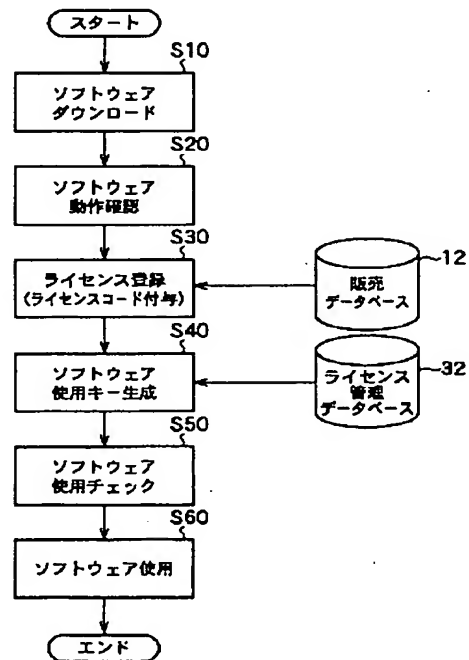 スタート
S10
ソフトウェア
ダウンロード
S20
ソフトウェア
動作確認
S30
ライセンス登録
(ライセンスコード付与)
12
販売
データベース
S40
ソフトウェア
使用キー生成
32
ライセンス
管理
データベース
S50
ソフトウェア
使用チェック
S60
ソフトウェア使用
エンド